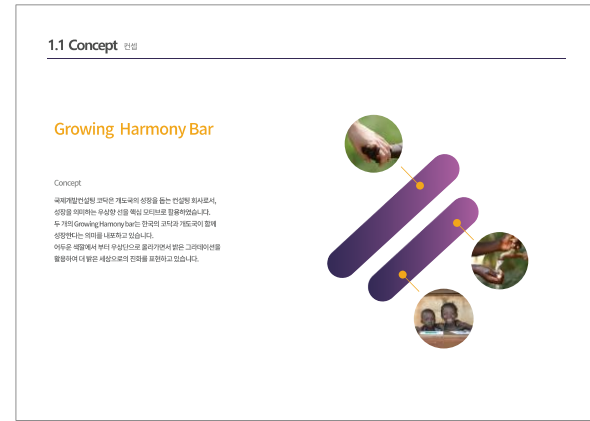 1.1 Concept 컨셉
Growing Harmony Bar
Concept
국제개발컨설팅 코닥은 개도국의 성장을 돕는 컨설팅 회사로서,
성장을 의미하는 우상향 선을 핵심 모티브로 활용하였습니다.
두 개의 Growing Harmony bar는 한국의 코닥과 개도국이 함께
성장한다는 의미를 내포하고 있습니다.
어두운 색깔에서 부터 우상단으로 올라가면서 밝은 그라데이션을
활용하여 더 밝은 세상으로의 진화를 표현하고 있습니다.